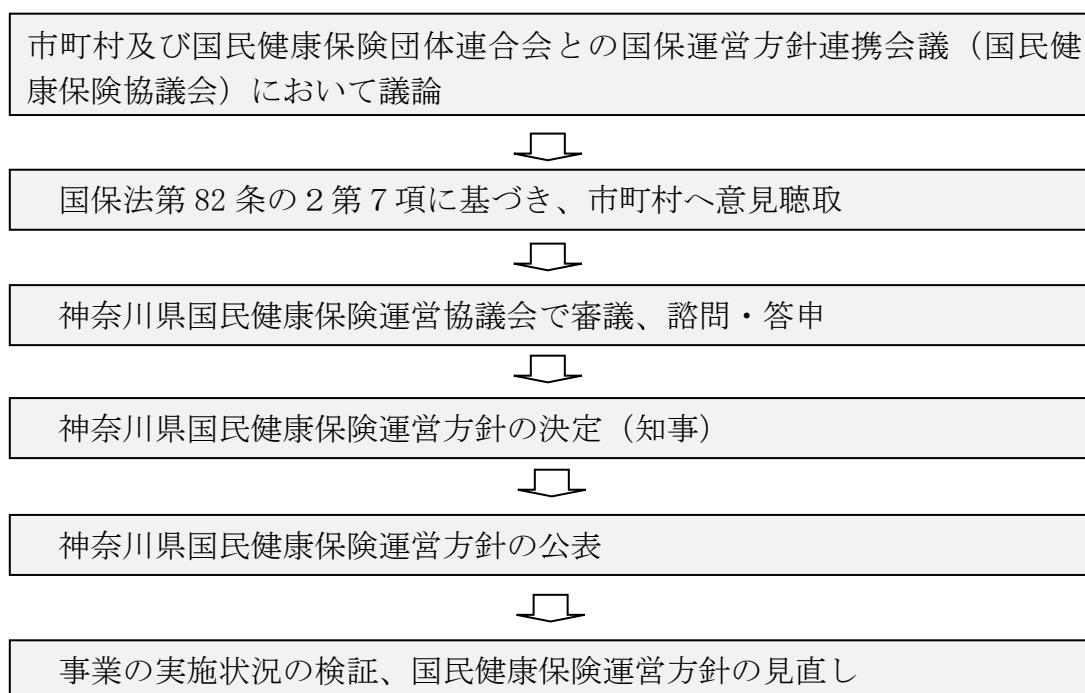 市町村及び国民健康保険団体連合会との国保運営方針連携会議（国民健
康保険協議会）において議論
国保法第 82 条の２第７項に基づき、市町村へ意見聴取
神奈川県国民健康保険運営協議会で審議、諮問・答申
神奈川県国民健康保険運営方針の決定（知事）
神奈川県国民健康保険運営方針の公表
事業の実施状況の検証、国民健康保険運営方針の見直し